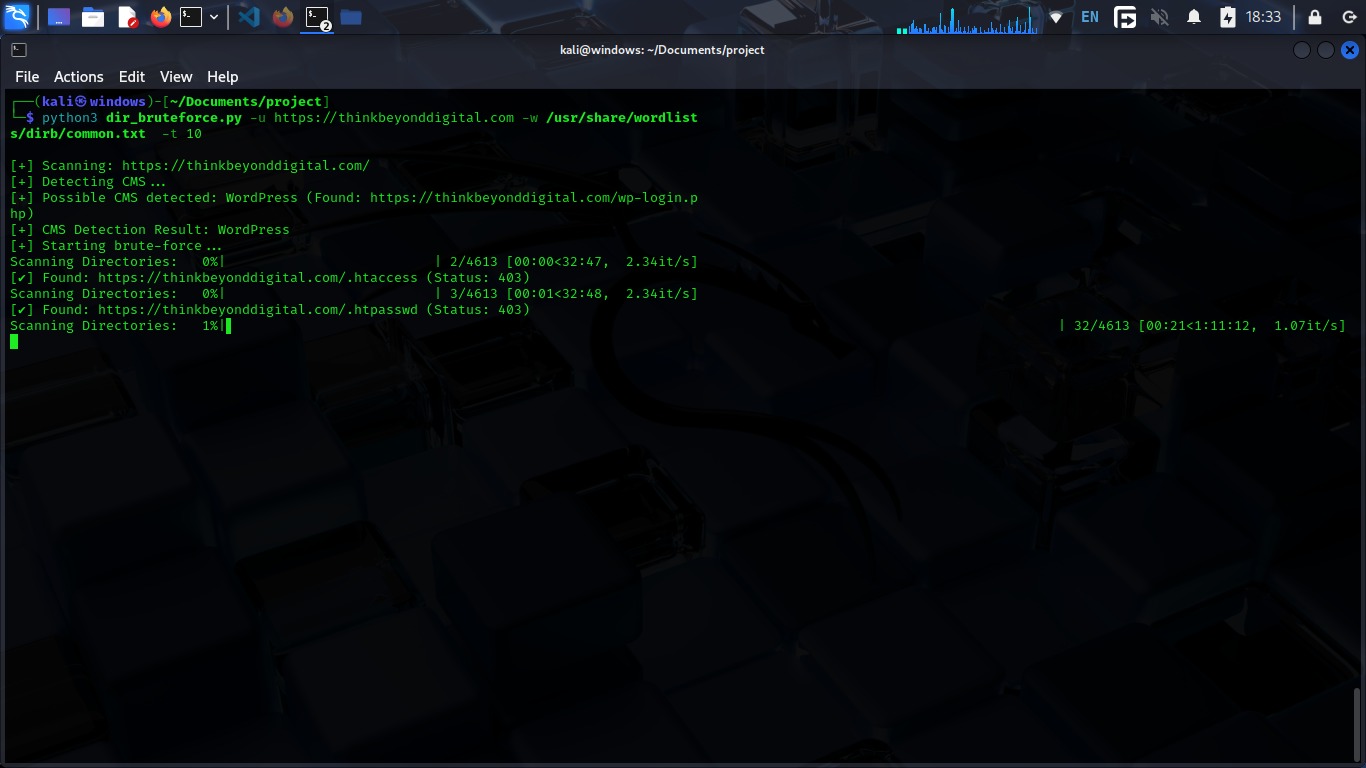 EN
18:33
2
kali@windows: ~/Documents/project
File Actions Edit View Help
┌──(kali㉿windows)-[~/Documents/project]
└─$ python3 dir_bruteforce.py -u https://thinkbeyonddigital.com -w /usr/share/wordlist
s/dirb/common.txt  -t 10
[+] Scanning: https://thinkbeyonddigital.com/
[+] Detecting CMS...
[+] Possible CMS detected: WordPress (Found: https://thinkbeyonddigital.com/wp-login.p
hp)
[+] CMS Detection Result: WordPress
[+] Starting brute-force...
Scanning Directories:   0%|                          | 2/4613 [00:00<32:47,  2.34it/s]
[✔] Found: https://thinkbeyonddigital.com/.htaccess (Status: 403)
Scanning Directories:   0%|                          | 3/4613 [00:01<32:48,  2.34it/s]
[✔] Found: https://thinkbeyonddigital.com/.htpasswd (Status: 403)
Scanning Directories:   1%|█                         | 32/4613 [00:21<1:11:12,  1.07it/s]